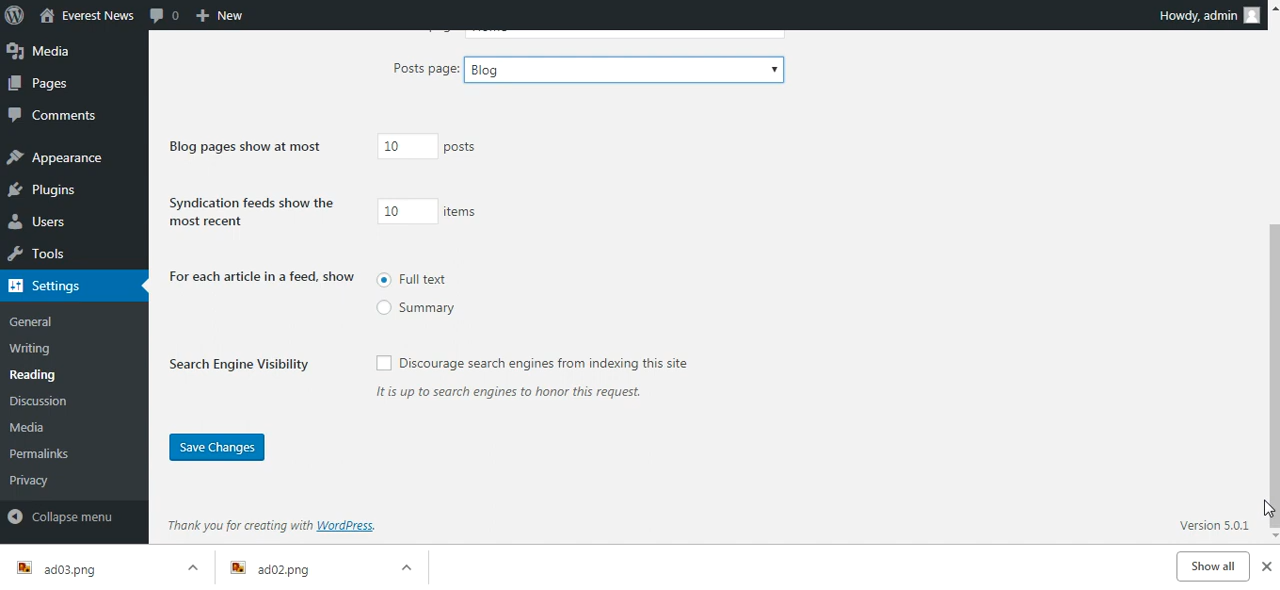 Everest News 0 New Howdy, admin
Media
Pages
Comments
Appearance
Plugins
Users
Tools
Settings
General
Writing
Reading
Discussion
Media
Permalinks
Privacy
Collapse menu
Posts page: Blog
Blog pages show at most 10 posts
Syndication feeds show the
most recent 10 items
For each article in a feed, show Full text
Summary
Search Engine Visibility Discourage search engines from indexing this site
It is up to search engines to honor this request.
Save Changes
Thank you for creating with WordPress. Version 5.0.1
ad03.png ad02.png Show all